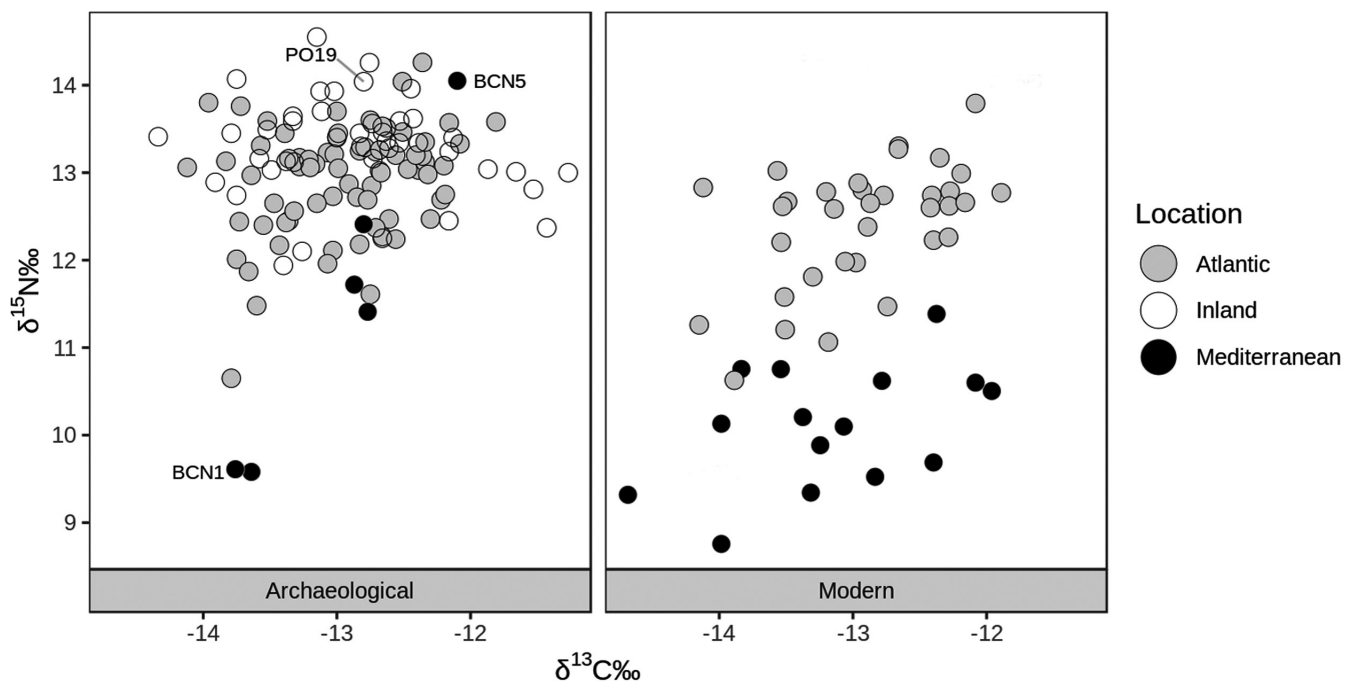 PO19
BCN5
BCN1
14
13
12
11
10
9
δ15N‰
Archaeological
Modern
-14
-13
-12
-14
-13
-12
δ13C‰
Location
Atlantic
Inland
Mediterranean